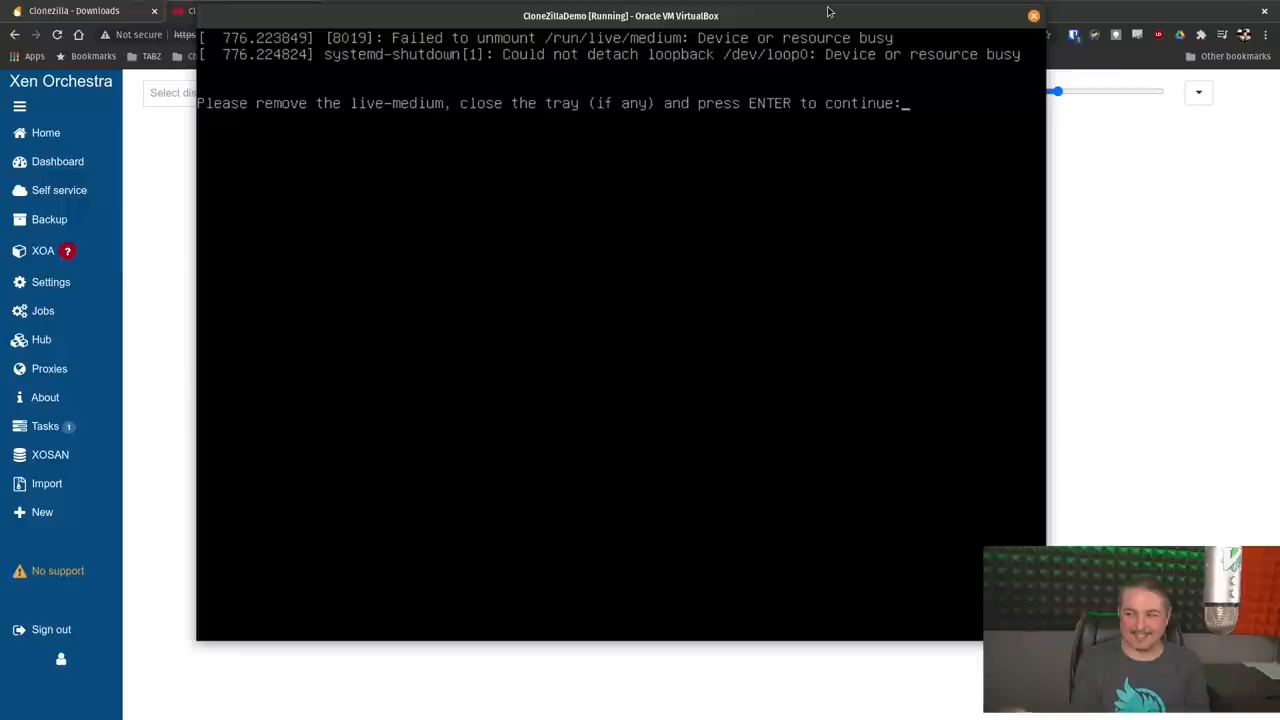 Clonezilla - Downloads
Cl
CloneZillaDemo [Running] - Oracle VM VirtualBox
Not secure
https
Apps
Bookmarks
TABZ
Ch
Other bookmarks
[  776.223849] [8019]: Failed to unmount /run/live/medium: Device or resource busy
[  776.224824] systemd-shutdown[1]: Could not detach loopback /dev/loop0: Device or resource busy
Please remove the live-medium, close the tray (if any) and press ENTER to continue:_
Xen Orchestra
Select dis
Home
Dashboard
Self service
Backup
XOA ?
Settings
Jobs
Hub
Proxies
About
Tasks 1
XOSAN
Import
New
No support
Sign out